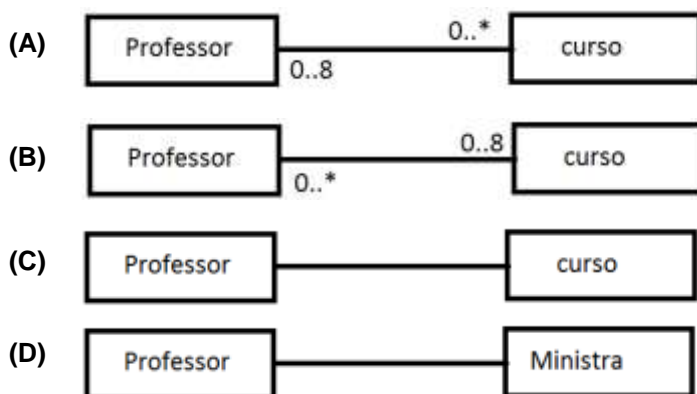 (A) Professor 0..* curso
0..8
(B) Professor 0..8 curso
0..*
(C) Professor curso
(D) Professor Ministra